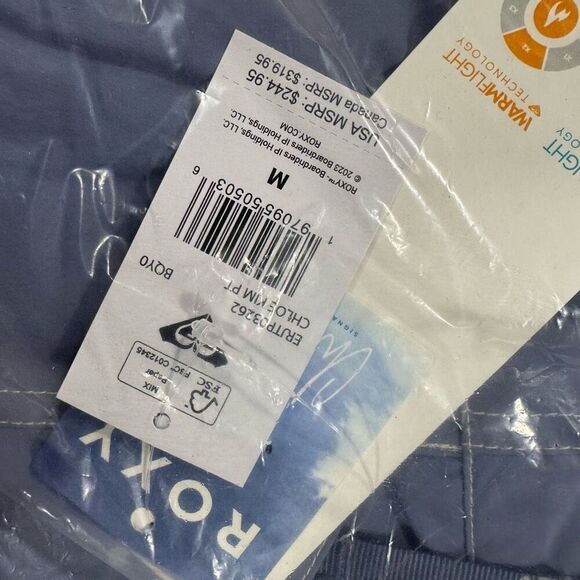 MIX
Paper
FSC
FSC® C012345
ERJTP03262
CHLOE KIM PT
BQY0
1 97095 50503 6
M
ROXY™ Boardriders IP Holdings, LLC.
© 2023 Boardriders IP Holdings, LLC.
ROXY.COM
USA MSRP: $244.95
Canada MSRP: $319.95
ROXY
WARMFLIGHT
TECHNOLOGY